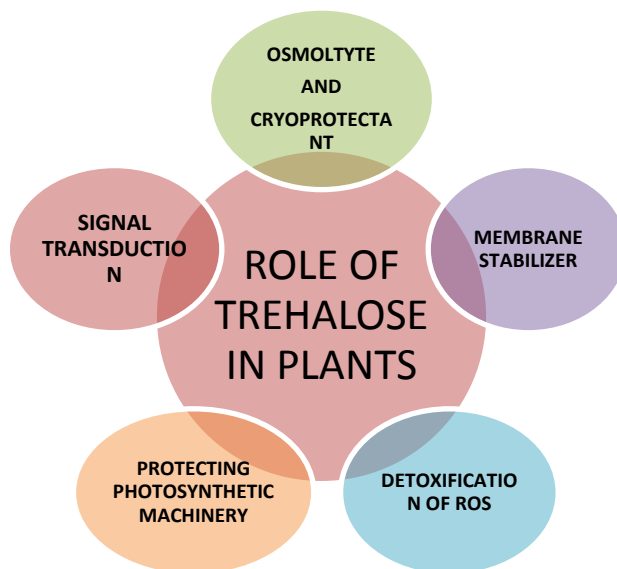 OSMOLTYTE
AND
CRYOPROTECTA
NT
SIGNAL
TRANSDUCTIO
N
MEMBRANE
STABILIZER
ROLE OF
TREHALOSE
IN PLANTS
PROTECTING
PHOTOSYNTHETIC
MACHINERY
DETOXIFICATIO
N OF ROS